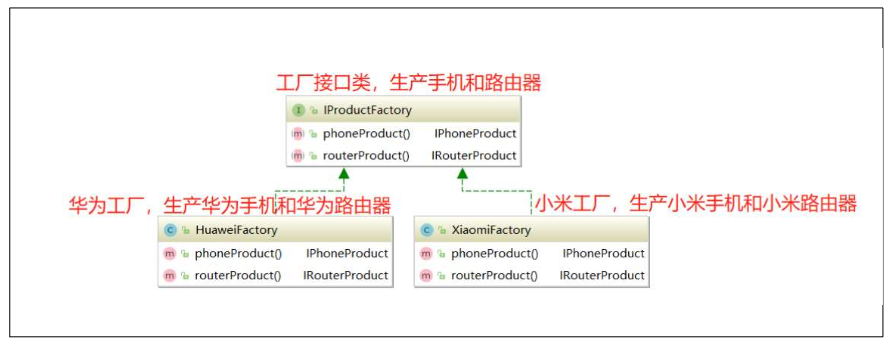 工厂接口类，生产手机和路由器
I IProductFactory
m phoneProduct() IPhoneProduct
m routerProduct() IRouterProduct
华为工厂，生产华为手机和华为路由器
小米工厂，生产小米手机和小米路由器
C HuaweiFactory
m phoneProduct() IPhoneProduct
m routerProduct() IRouterProduct
C XiaomiFactory
m phoneProduct() IPhoneProduct
m routerProduct() IRouterProduct